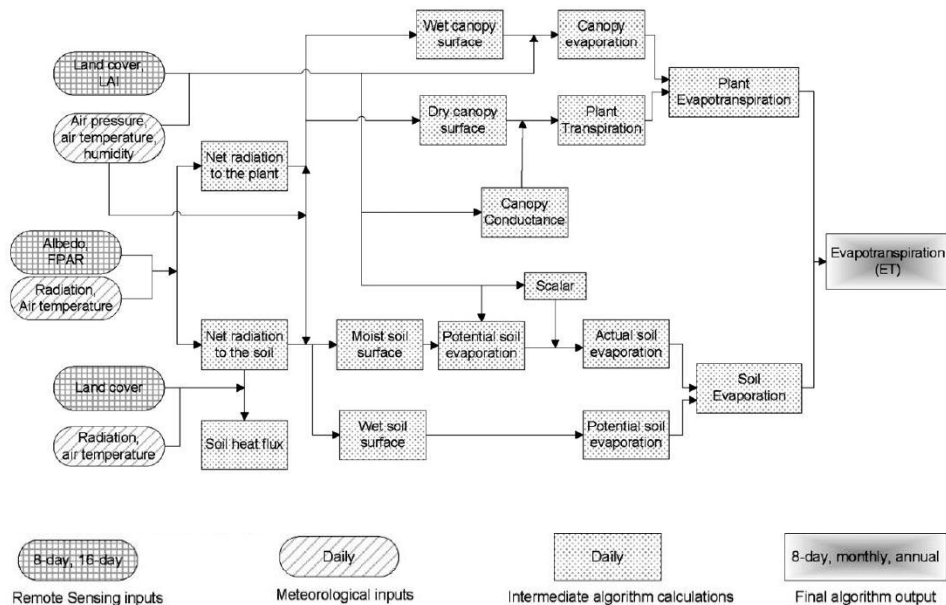 Wet canopy
surface
Canopy
evaporation
Land cover,
LAI
Plant
Evapotranspiration
Air pressure,
air temperature,
humidity
Dry canopy
surface
Plant
Transpiration
Net radiation
to the plant
Canopy
Conductance
Albedo,
FPAR
Evapotranspiration
(ET)
Radiation,
Air temperature
Scalar
Net radiation
to the soil
Moist soil
surface
Potential soil
evaporation
Actual soil
evaporation
Land cover
Soil
Evaporation
Radiation,
air temperature
Soil heat flux
Wet soil
surface
Potential soil
evaporation
8-day, 16-day
Daily
Daily
8-day, monthly, annual
Remote Sensing inputs
Meteorological inputs
Intermediate algorithm calculations
Final algorithm output